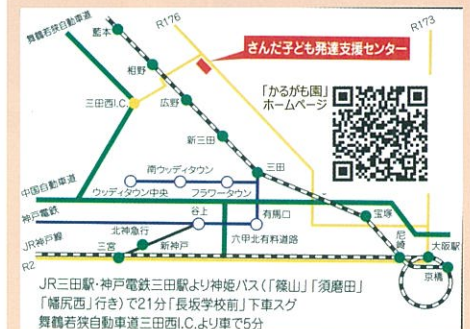 舞鶴若狭自動車道
R176
R173
藍本
さんだ子ども発達支援センター
相野
「かるがも園」
ホームページ
三田西I.C.
広野
新三田
南ウッディタウン
三田
中国自動車道
ウッディタウン中央
フラワータウン
神戸電鉄
谷上
有馬口
宝塚
北神急行
JR神戸線
新神戸
六甲北有料道路
尼崎
大阪駅
三宮
R2
京橋
JR三田駅・神戸電鉄三田駅より神姫バス(「篠山」「須磨田」
「幡尻西」行き)で21分「長坂学校前」下車スグ
舞鶴若狭自動車道三田西I.C.より車で5分